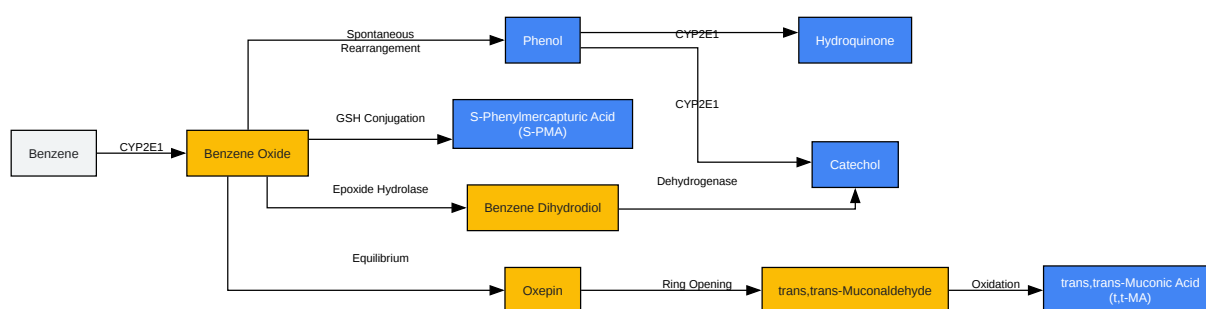 Spontaneous
Rearrangement
Phenol
CYP2E1
Hydroquinone
CYP2E1
GSH Conjugation
S-Phenylmercapturic Acid
(S-PMA)
Benzene
CYP2E1
Benzene Oxide
Catechol
Epoxide Hydrolase
Dehydrogenase
Benzene Dihydrodiol
Equilibrium
Oxepin
Ring Opening
trans,trans-Muconaldehyde
Oxidation
trans,trans-Muconic Acid
(t,t-MA)